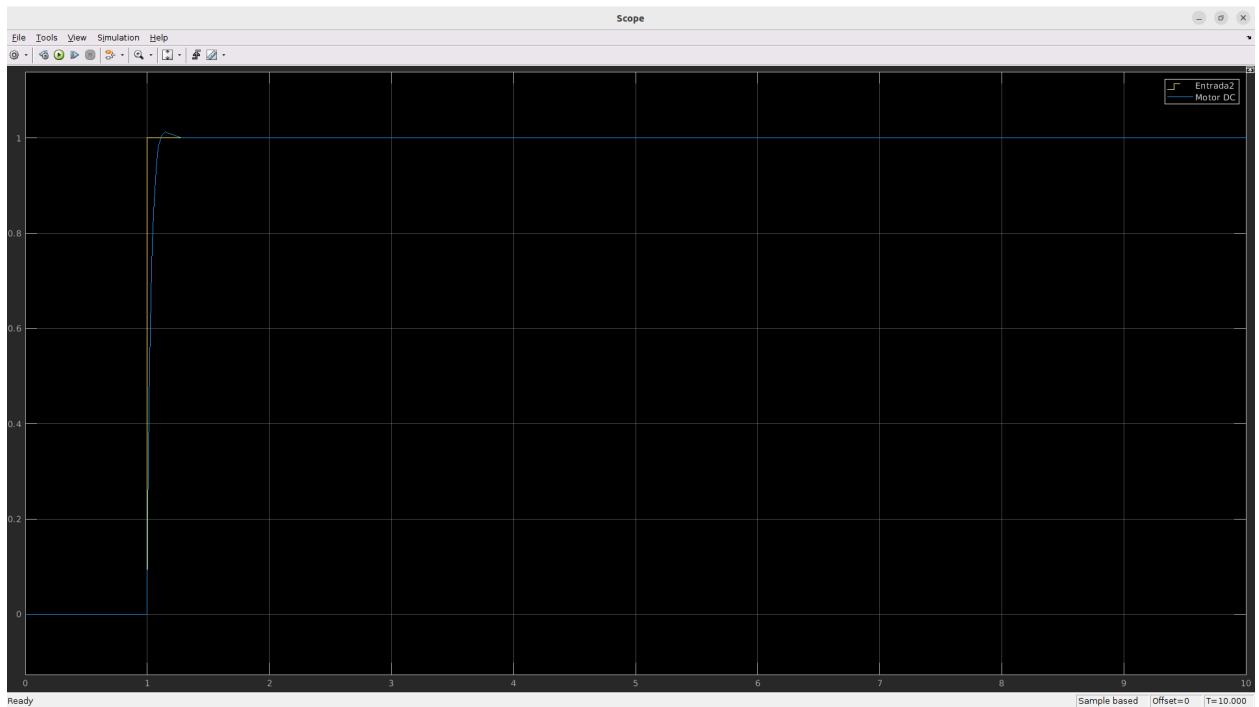 Scope
File Tools View Simulation Help
Entrada2
Motor DC
1
0.8
0.6
0.4
0.2
0
0 1 2 3 4 5 6 7 8 9 10
Ready Sample based Offset=0 T=10.000